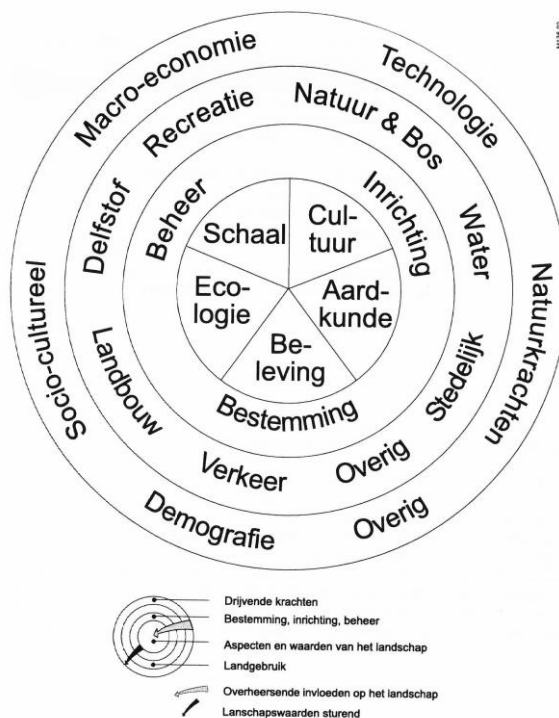 Macro-economie
Technologie
Natuurkrachten
Overig
Demografie
Socio-cultureel
Recreatie
Natuur & Bos
Water
Stedelijk
Overig
Verkeer
Landbouw
Delfstof
Beheer
Inrichting
Bestemming
Schaal
Cul-
tuur
Aard-
kunde
Be-
leving
Eco-
logie
Drijvende krachten
Bestemming, inrichting, beheer
Aspecten en waarden van het landschap
Landgebruik
Overheersende invloeden op het landschap
Lanschapswaarden sturend